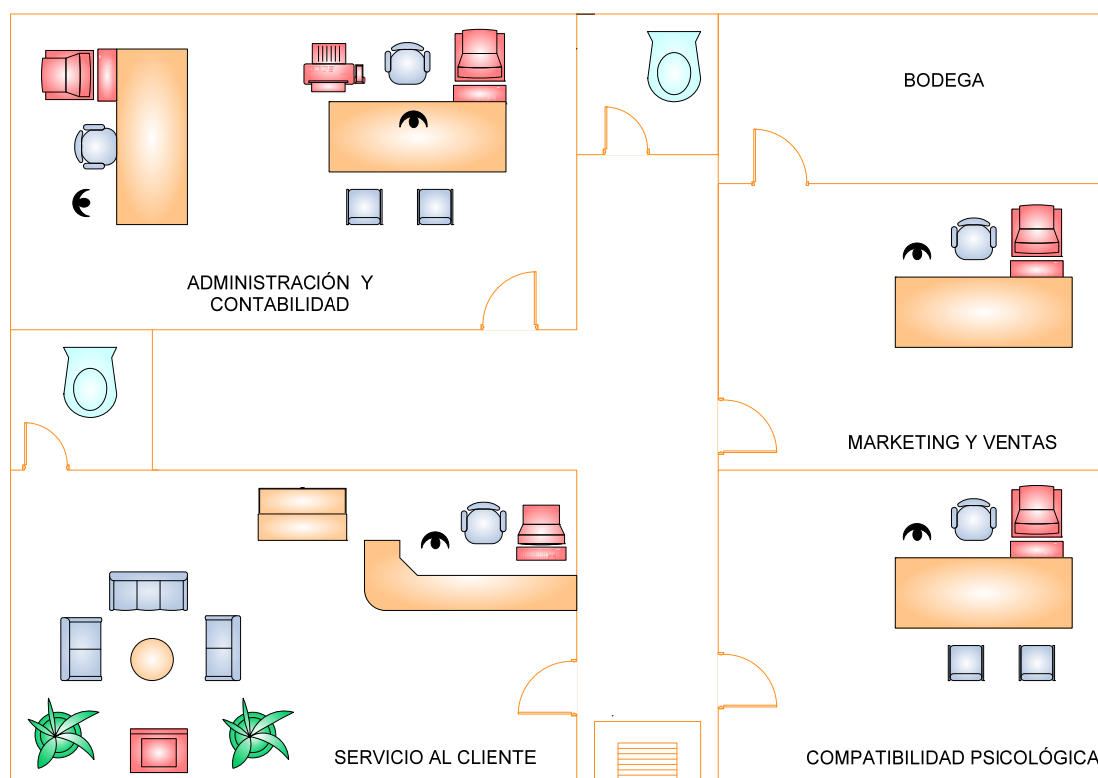 BODEGA
ADMINISTRACIÓN Y
CONTABILIDAD
MARKETING Y VENTAS
SERVICIO AL CLIENTE
COMPATIBILIDAD PSICOLÓGICA